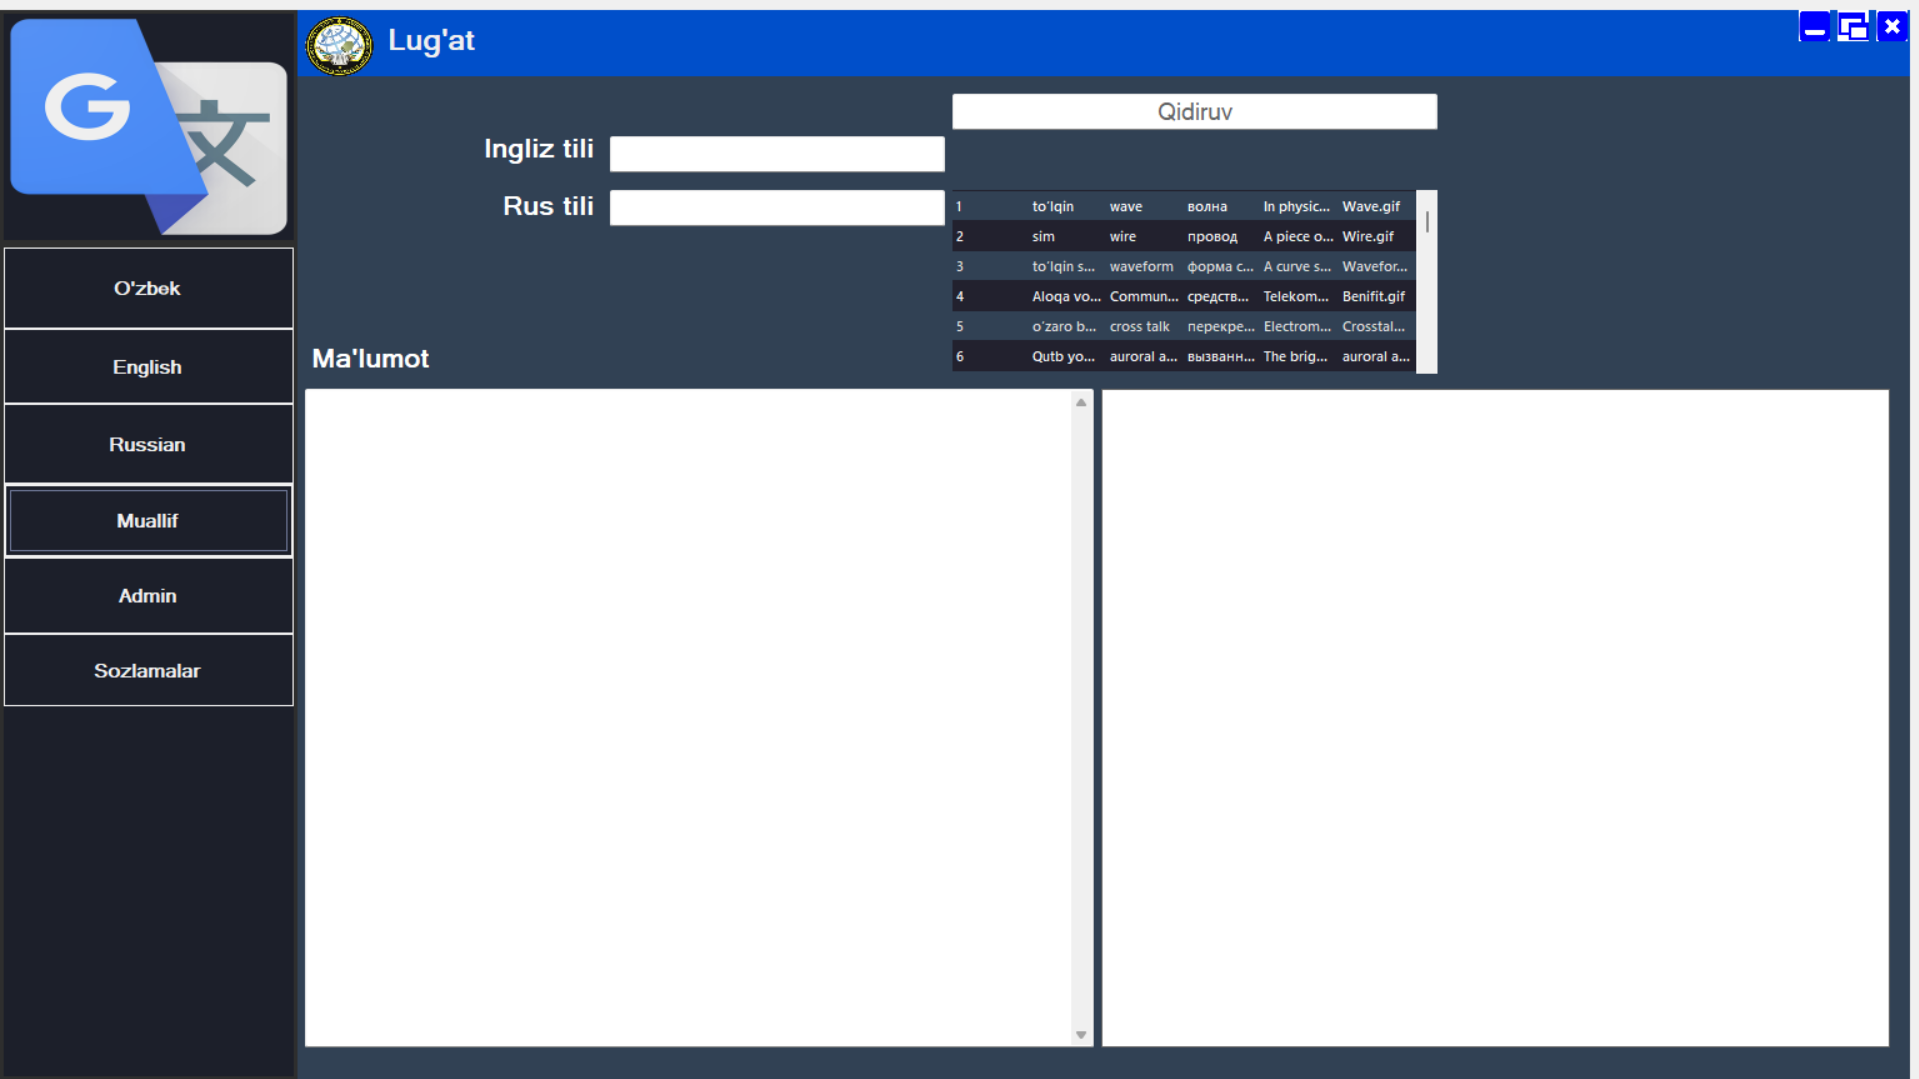 G 文
Lug'at
Qidiruv
Ingliz tili
Rus tili
1 to'lqin wave волна In physic... Wave.gif
2 sim wire провод A piece o... Wire.gif
3 to'lqin s... waveform форма с... A curve s... Wavefor...
4 Aloqa vo... Commun... средств... Telekom... Benifit.gif
5 o'zaro b... cross talk перекре... Electrom... Crosstal...
6 Qutb yo... auroral a... вызванн... The brig... auroral a...
Ma'lumot
O'zbek
English
Russian
Muallif
Admin
Sozlamalar